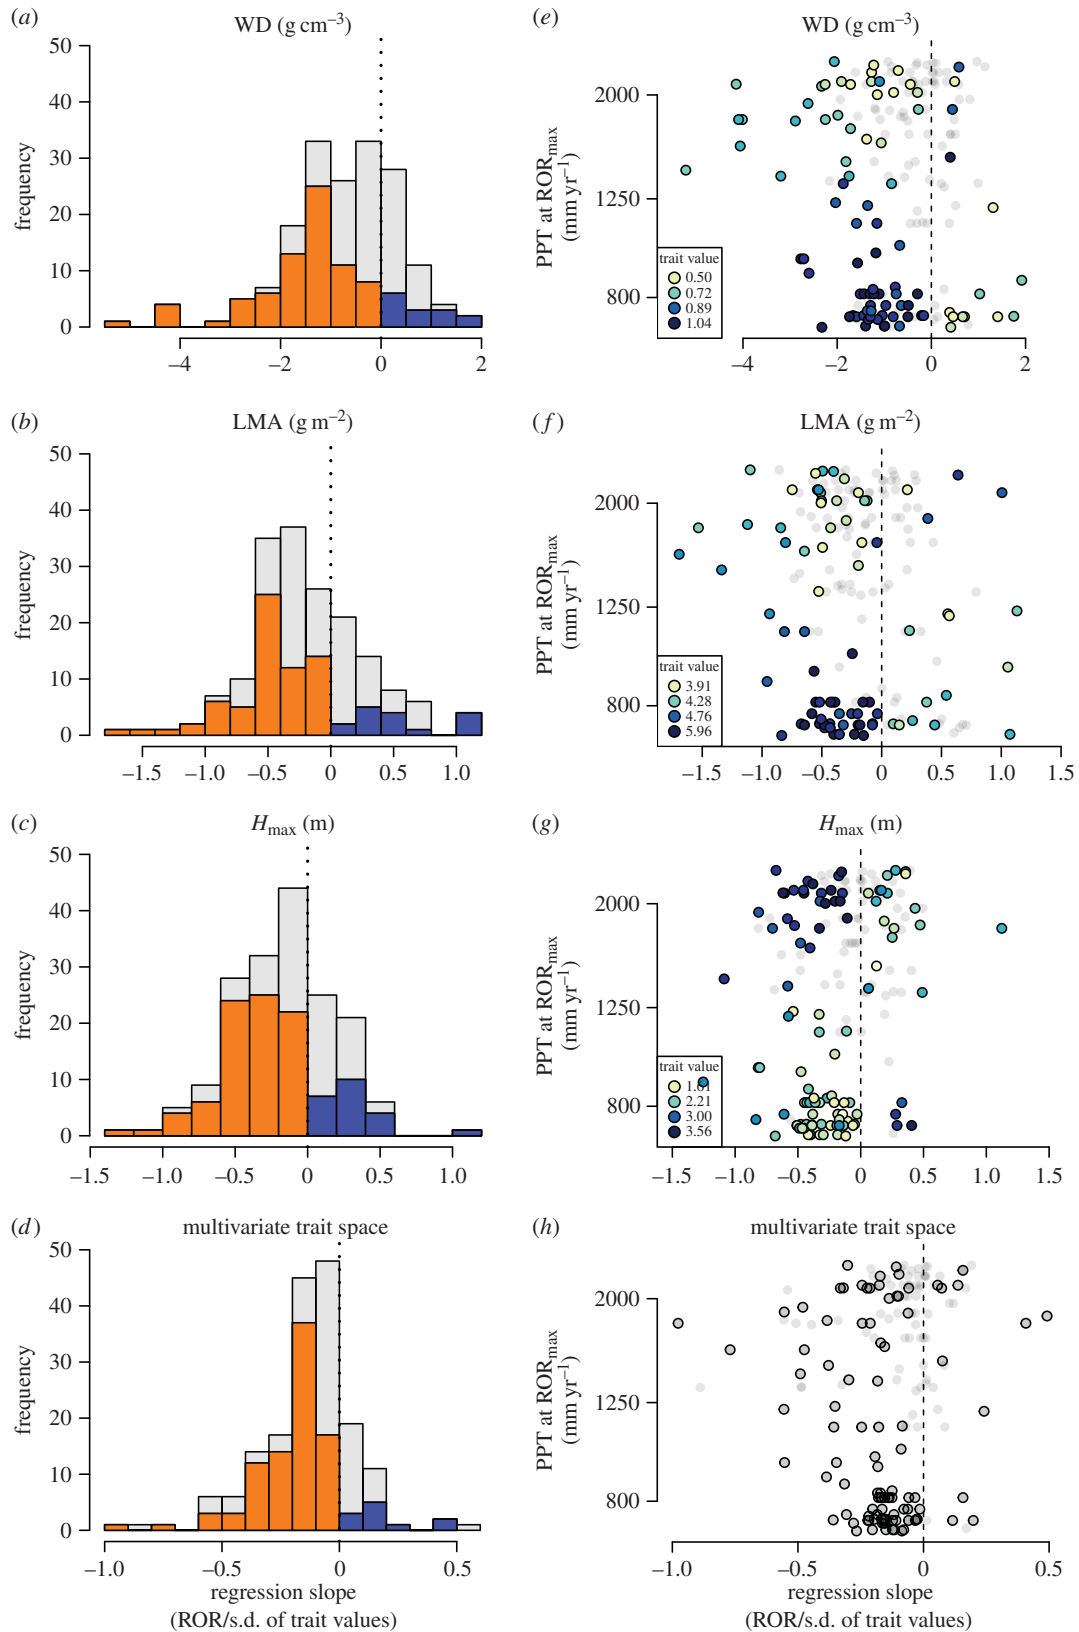 (a)
WD (g cm⁻³)
50
40
30
20
10
0
frequency
−4
−2
0
2
(e)
WD (g cm⁻³)
PPT at RORmax
(mm yr⁻¹)
2000
1250
800
trait value
0.50
0.72
0.89
1.04
−4
−2
0
2
(b)
LMA (g m⁻²)
50
40
30
20
10
0
frequency
−1.5
−1.0
−0.5
0
0.5
1.0
(f)
LMA (g m⁻²)
PPT at RORmax
(mm yr⁻¹)
2000
1250
800
trait value
3.91
4.28
4.76
5.96
−1.5
−1.0
−0.5
0
0.5
1.0
1.5
(c)
Hmax (m)
50
40
30
20
10
0
frequency
−1.5
−1.0
−0.5
0
0.5
1.0
(g)
Hmax (m)
PPT at RORmax
(mm yr⁻¹)
2000
1250
800
trait value
1.61
2.21
3.00
3.56
−1.5
−1.0
−0.5
0
0.5
1.0
1.5
(d)
multivariate trait space
50
40
30
20
10
0
frequency
−1.0
−0.5
0
0.5
regression slope
(ROR/s.d. of trait values)
(h)
multivariate trait space
PPT at RORmax
(mm yr⁻¹)
2000
1250
800
−1.0
−0.5
0
0.5
regression slope
(ROR/s.d. of trait values)